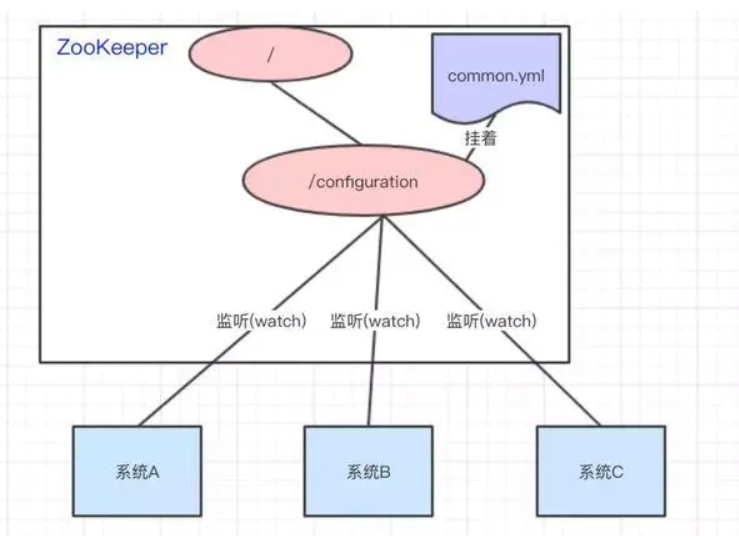 ZooKeeper
/
common.yml
挂着
/configuration
监听(watch)
监听(watch)
监听(watch)
系统A
系统B
系统C